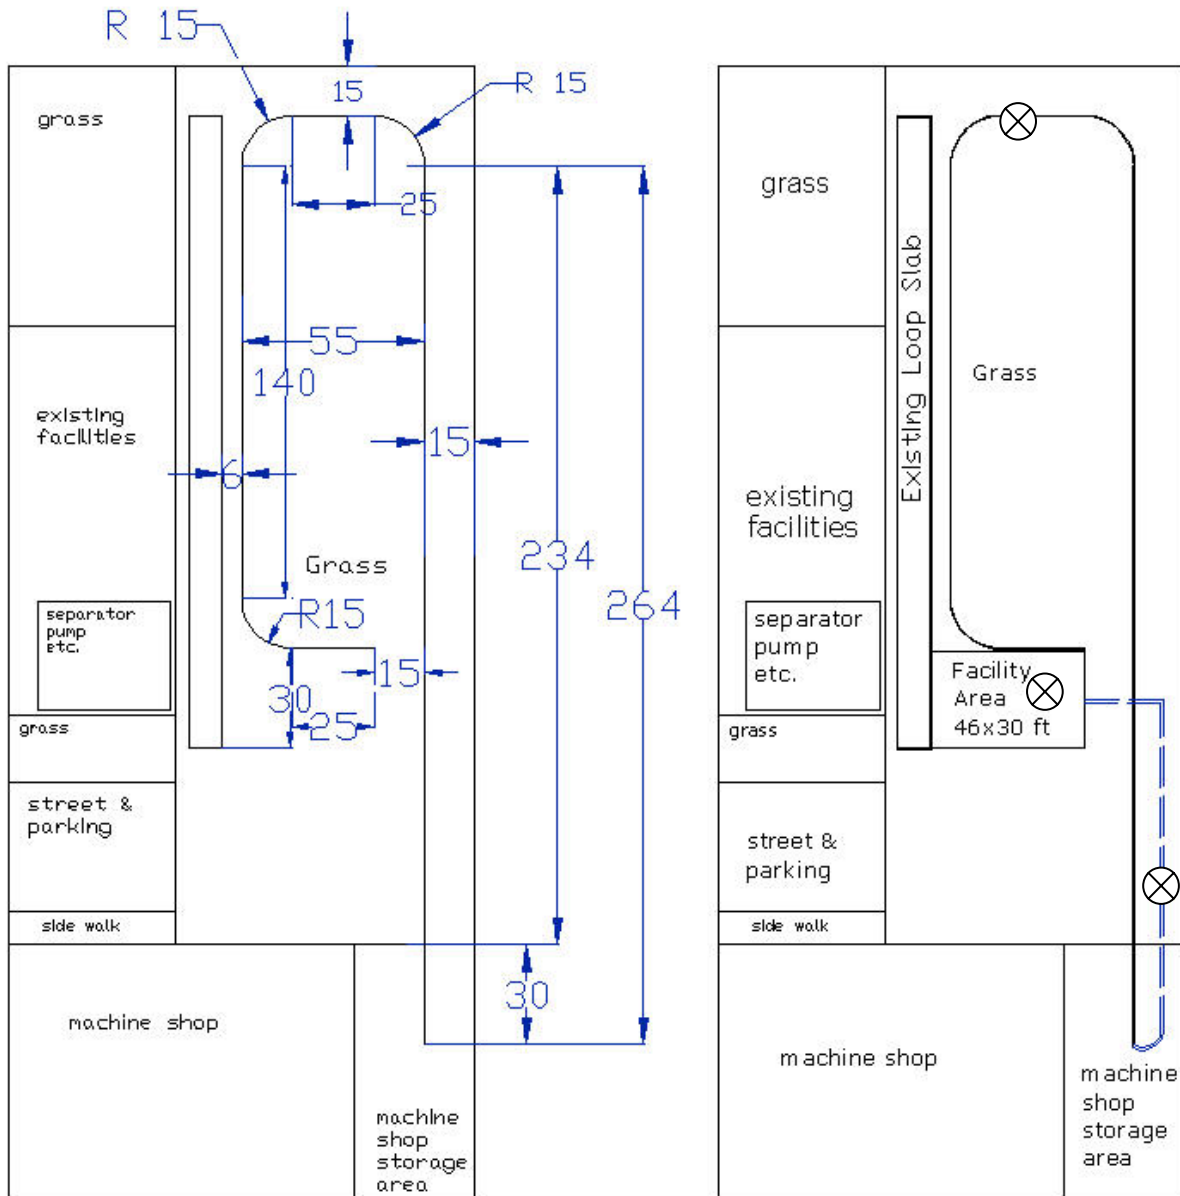 R 15
R 15
15
grass
25
55
140
existing
facilities
15
6
234
Grass
264
separator
pump
etc.
R15
15
30
25
grass
street &
parking
side walk
30
machine shop
machine
shop
storage
area
grass
Existing Loop Slab
Grass
existing
facilities
separator
pump
etc.
Facility
Area
46x30 ft
grass
street &
parking
side walk
machine shop
machine
shop
storage
area